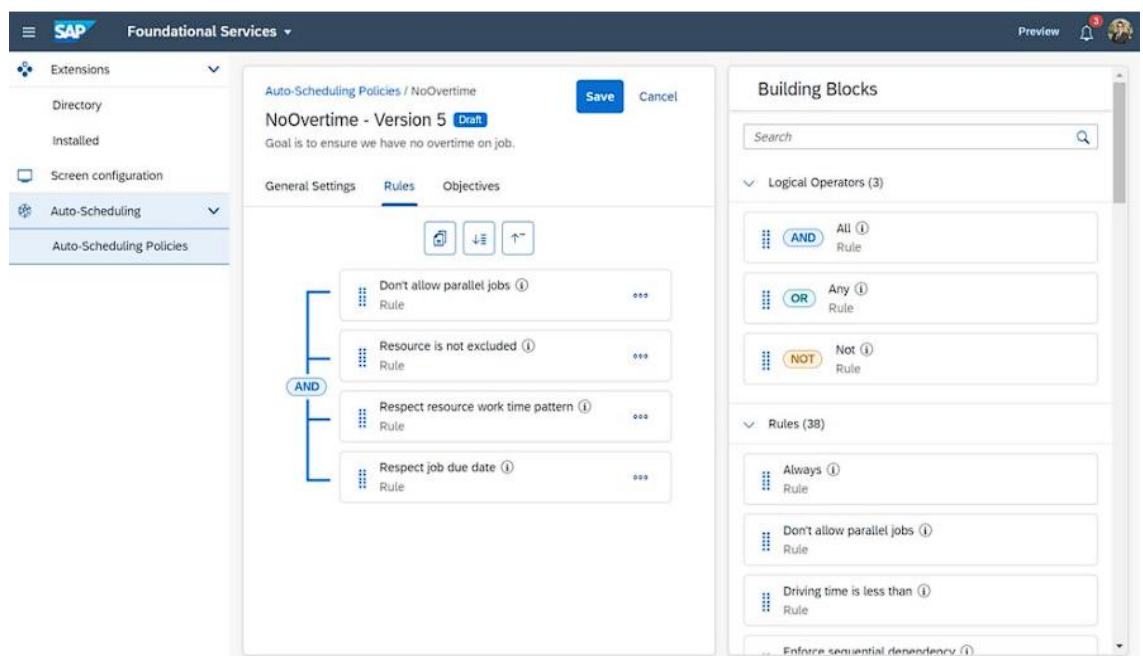 SAP Foundational Services
Preview
3
Extensions
Directory
Installed
Screen configuration
Auto-Scheduling
Auto-Scheduling Policies
Auto-Scheduling Policies / NoOvertime
Save Cancel
NoOvertime - Version 5 Draft
Goal is to ensure we have no overtime on job.
General Settings Rules Objectives
AND
Don't allow parallel jobs
Rule
Resource is not excluded
Rule
Respect resource work time pattern
Rule
Respect job due date
Rule
Building Blocks
Search
Logical Operators (3)
AND All
Rule
OR Any
Rule
NOT Not
Rule
Rules (38)
Always
Rule
Don't allow parallel jobs
Rule
Driving time is less than
Rule
Enforce sequential dependency